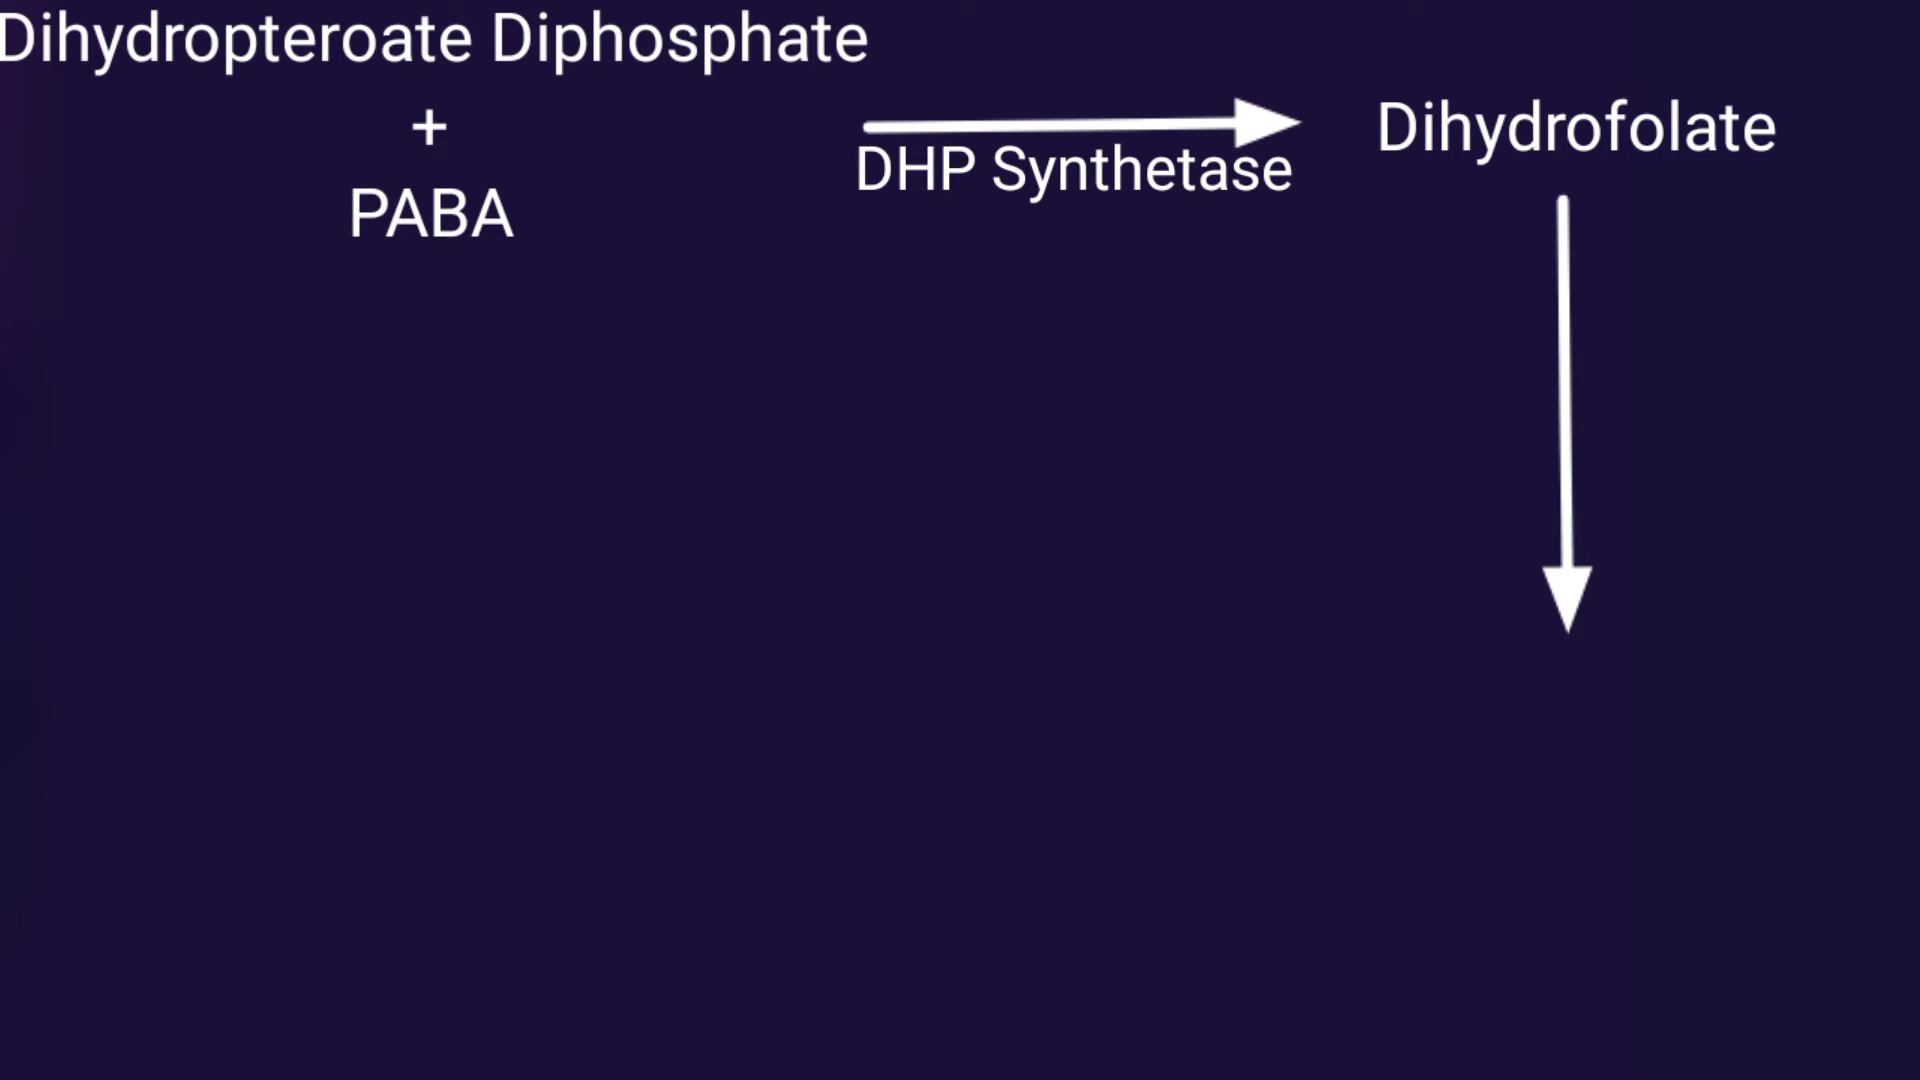 Dihydropteroate Diphosphate
+
PABA
DHP Synthetase
Dihydrofolate